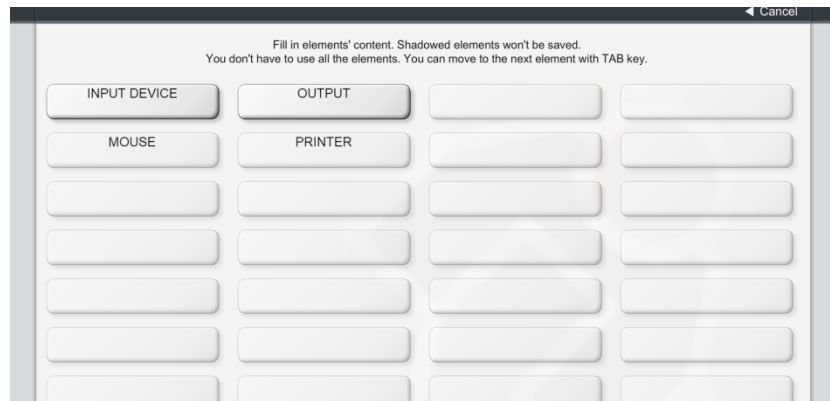 ◀ Cancel
Fill in elements' content. Shadowed elements won't be saved.
You don't have to use all the elements. You can move to the next element with TAB key.
INPUT DEVICE OUTPUT
MOUSE PRINTER